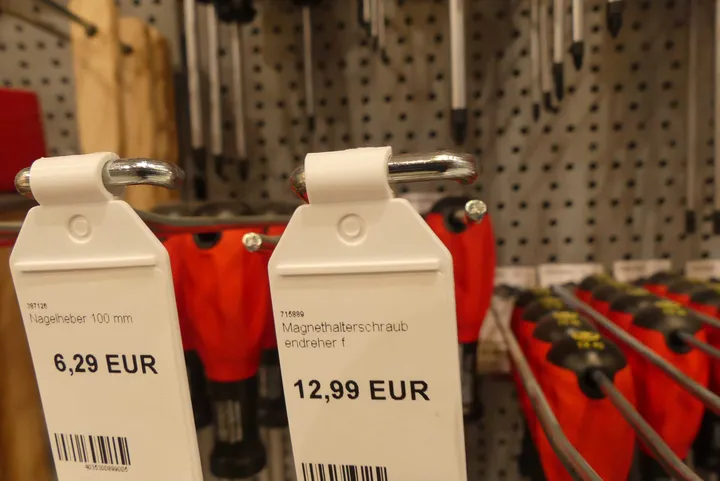 Nagelheber 100 mm
6,29 EUR
715889
Magnethalterschraub
endreher f.
12,99 EUR